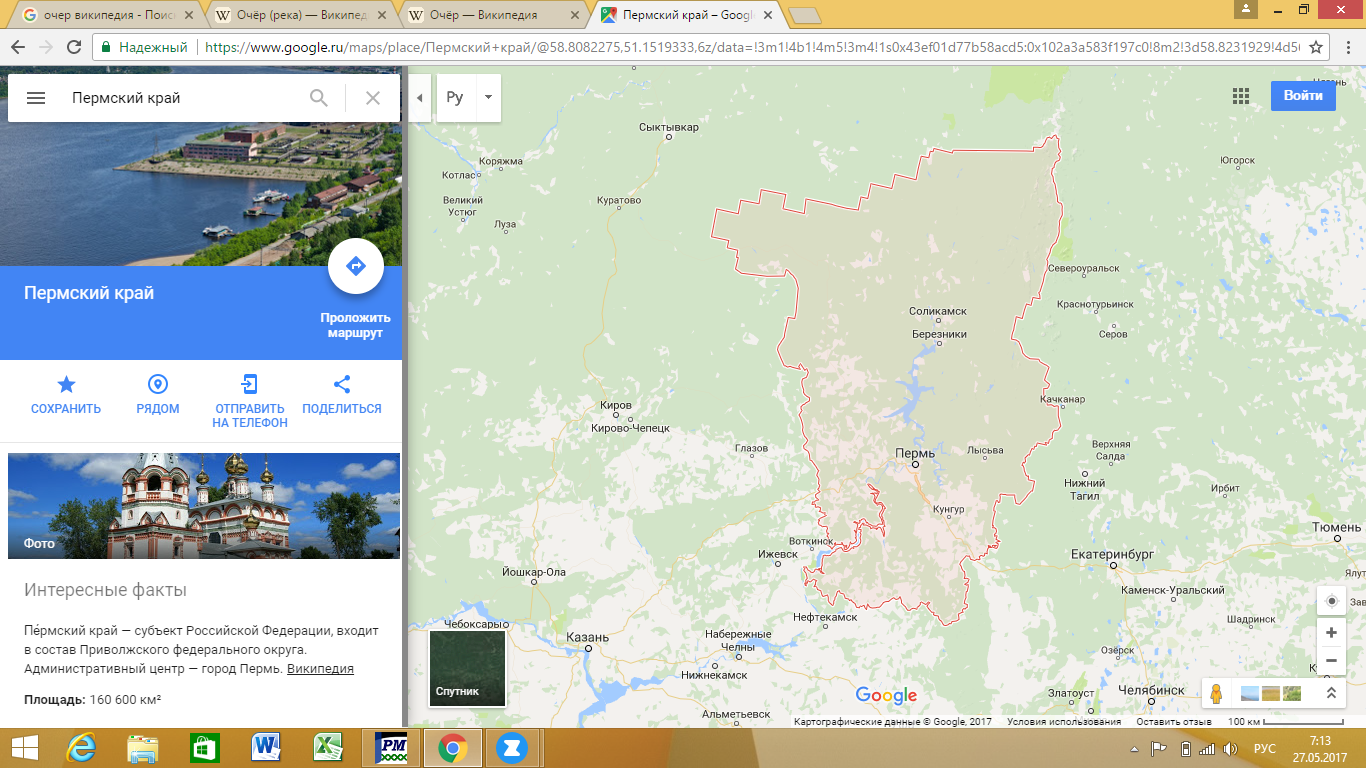 очер википедия - Поис
Очёр (река) — Википед
Очёр — Википедия
Пермский край – Googl
Надежный
https://www.google.ru/maps/place/Пермский+край/@58.8082275,51.1519333,6z/data=!3m1!4b1!4m5!3m4!1s0x43ef01d77b58acd5:0x102a3a583f197c0!8m2!3d58.8231929!4d56
Пермский край
Ру
Войти
Пермский край
Проложить
маршрут
СОХРАНИТЬ
РЯДОМ
ОТПРАВИТЬ
НА ТЕЛЕФОН
ПОДЕЛИТЬСЯ
Фото
Интересные факты
Пе́рмский край — субъект Российской Федерации, входит
в состав Приволжского федерального округа.
Административный центр — город Пермь. Википедия
Площадь: 160 600 км²
Сыктывкар
Коряжма
Котлас
Великий
Устюг
Луза
Куратово
Югорск
Североуральск
Краснотурьинск
Серов
Соликамск
Березники
Качканар
Киров
Кирово-Чепецк
Глазов
Пермь
Лысьва
Верхняя
Салда
Нижний
Тагил
Ирбит
Кунгур
Тюмень
Воткинск
Ижевск
Екатеринбург
Йошкар-Ола
Каменск-Уральский
Ялут
Зав
Шадринск
Нефтекамск
Чебоксары
Казань
Набережные
Челны
Нижнекамск
Озёрск
Златоуст
Челябинск
Альметьевск
Спутник
Google
Картографические данные © Google, 2017
Условия использования
Оставить отзыв
100 км
PM
РУС
7:13
27.05.2017